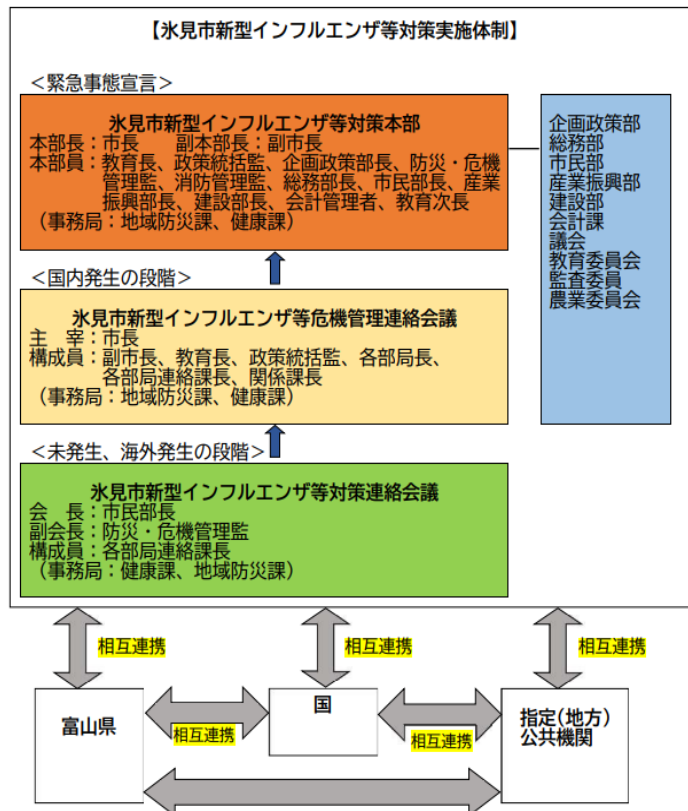 【氷見市新型インフルエンザ等対策実施体制】
＜緊急事態宣言＞
氷見市新型インフルエンザ等対策本部
本部長：市長　　副本部長：副市長
本部員：教育長、政策統括監、企画政策部長、防災・危機
管理監、消防管理監、総務部長、市民部長、産業
振興部長、建設部長、会計管理者、教育次長
（事務局：地域防災課、健康課）
企画政策部
総務部
市民部
産業振興部
建設部
会計課
議会
教育委員会
監査委員
農業委員会
＜国内発生の段階＞
氷見市新型インフルエンザ等危機管理連絡会議
主　宰：市長
構成員：副市長、教育長、政策統括監、各部局長、
各部局連絡課長、関係課長
（事務局：地域防災課、健康課）
＜未発生、海外発生の段階＞
氷見市新型インフルエンザ等対策連絡会議
会　長：市民部長
副会長：防災・危機管理監
構成員：各部局連絡課長
（事務局：健康課、地域防災課）
相互連携
相互連携
相互連携
富山県
相互連携
国
相互連携
指定(地方)
公共機関